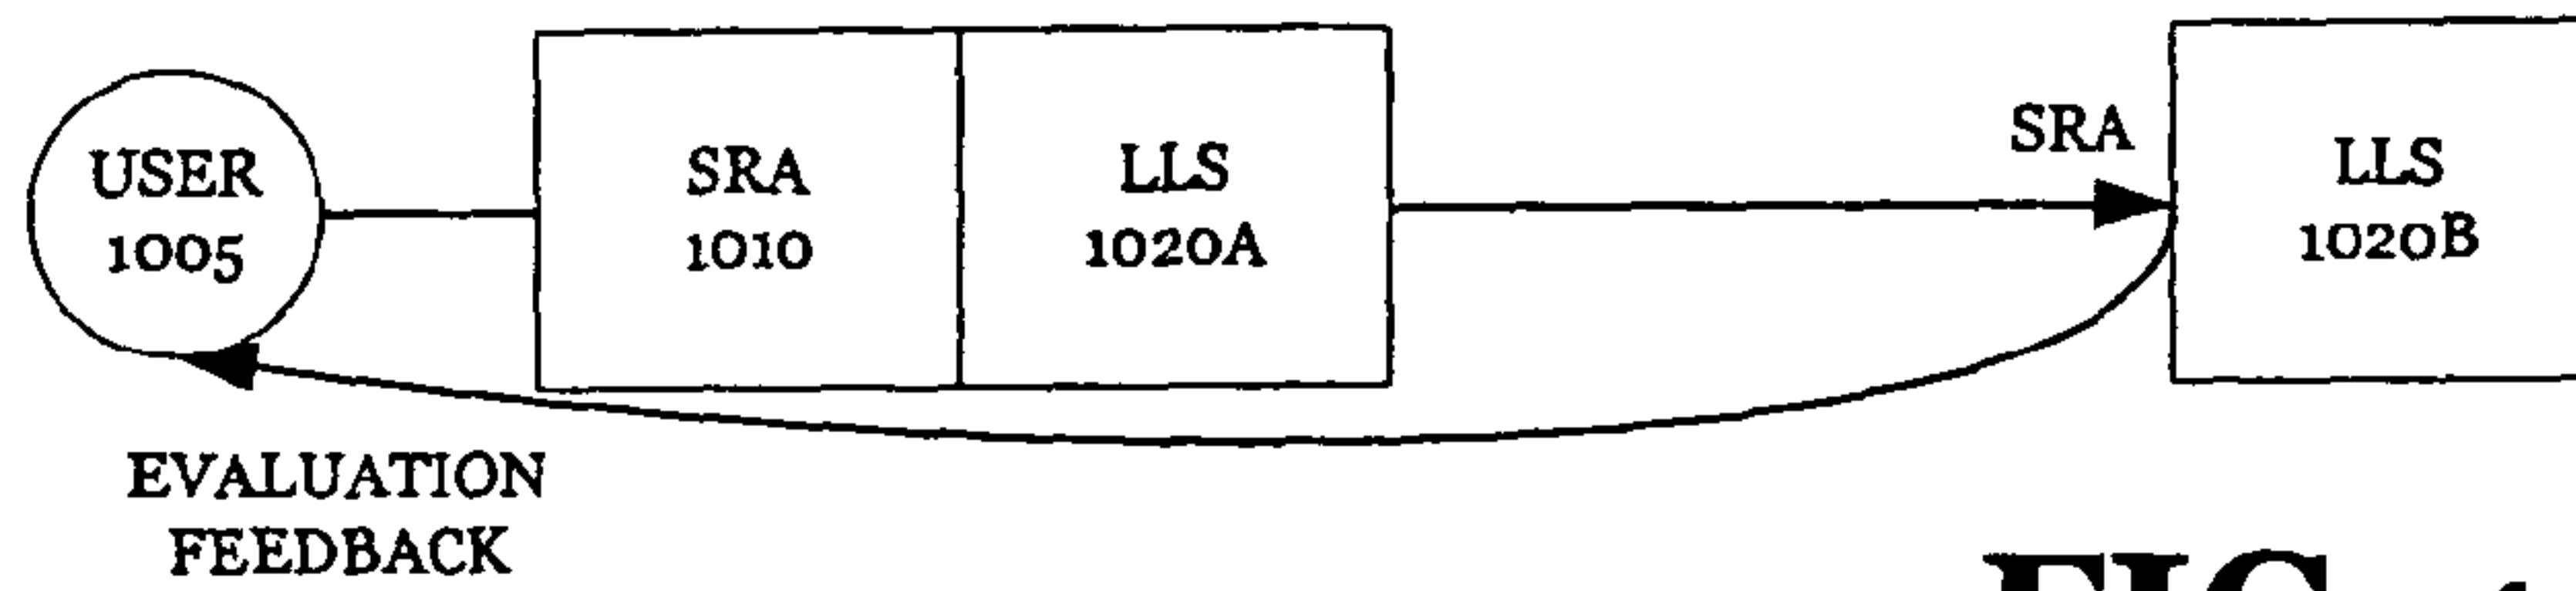 USER
1005
SRA
1010
LLS
1020A
SRA
LLS
1020B
EVALUATION
FEEDBACK